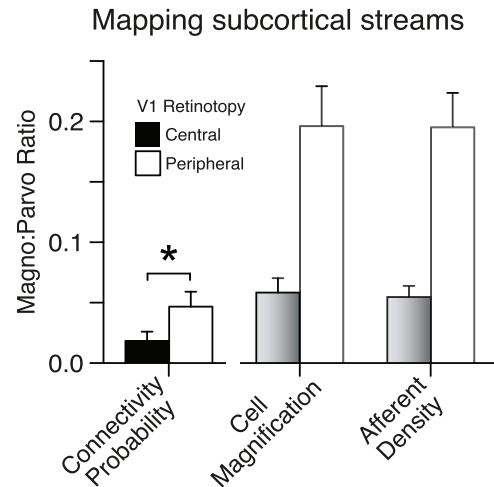 Mapping subcortical streams
Magno:Parvo Ratio
0.2
0.1
0.0
V1 Retinotopy
Central
Peripheral
*
Connectivity
Probability
Cell
Magnification
Afferent
Density